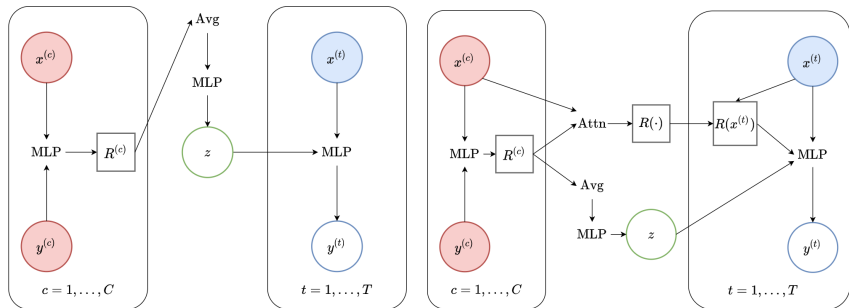 x^{(c)}
y^{(c)}
MLP
R^{(c)}
c = 1, . . . , C
Avg
MLP
z
x^{(t)}
MLP
y^{(t)}
t = 1, . . . , T
x^{(c)}
MLP
R^{(c)}
y^{(c)}
c = 1, . . . , C
Attn
R(·)
Avg
MLP
z
x^{(t)}
R(x^{(t)})
MLP
y^{(t)}
t = 1, . . . , T